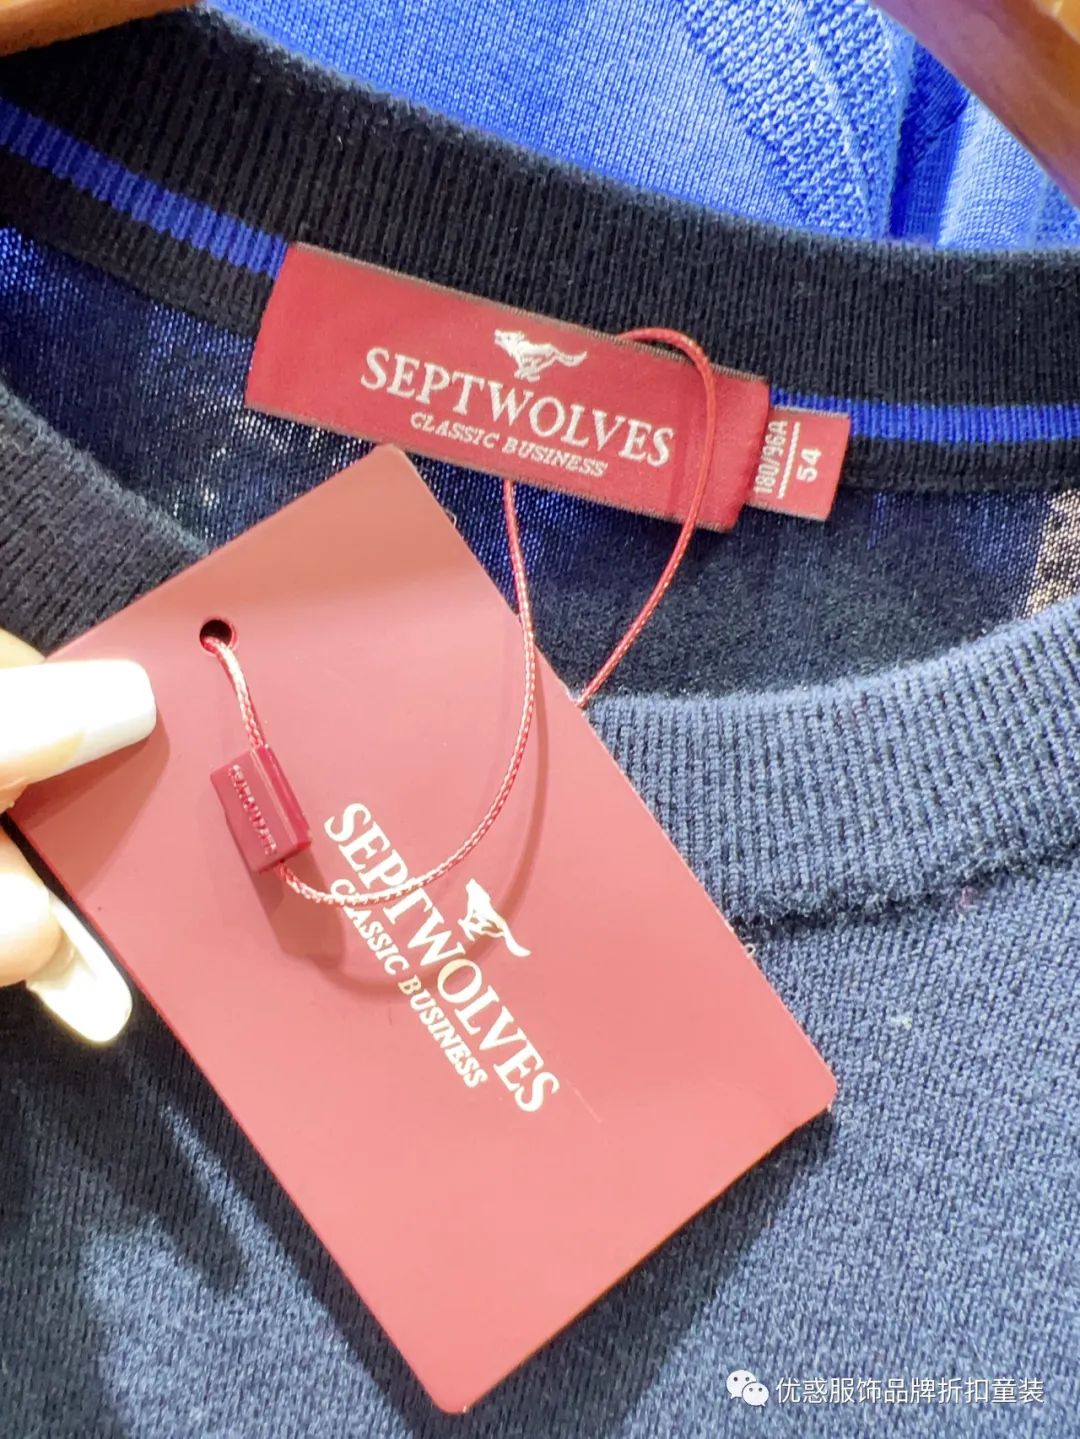 SEPTWOLVES
CLASSIC BUSINESS
180/96A
54
SEPTWOLVES
CLASSIC BUSINESS
优惑服饰品牌折扣童装